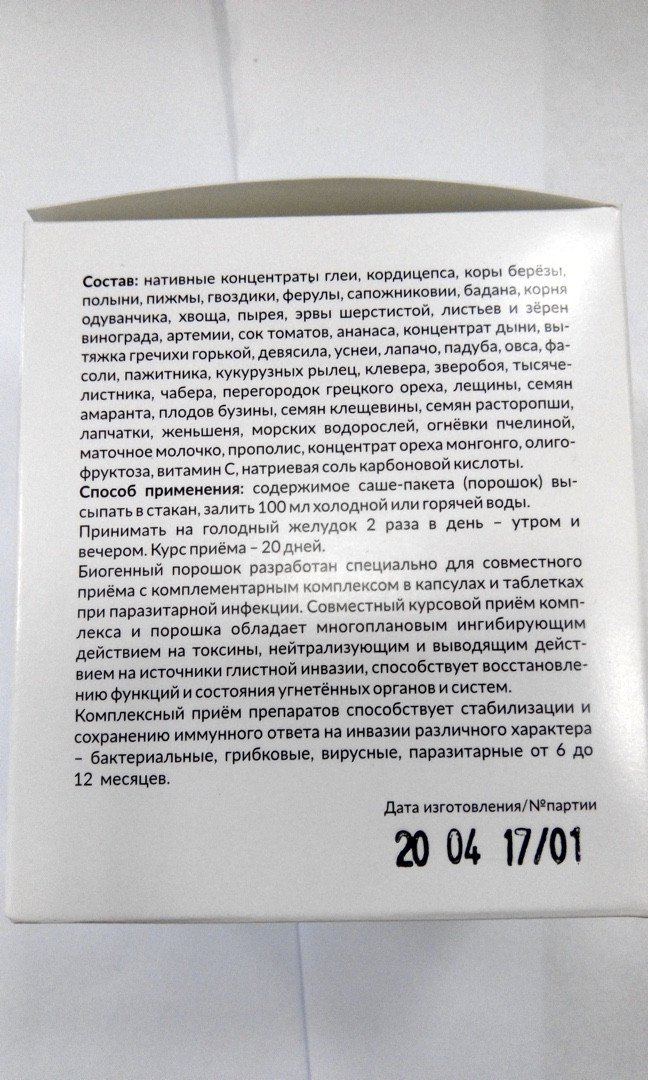 Состав: нативные концентраты глеи, кордицепса, коры берёзы,
полыни, пижмы, гвоздики, ферулы, сапожниковии, бадана, корня
одуванчика, хвоща, пырея, эрвы шерстистой, листьев и зёрен
винограда, артемии, сок томатов, ананаса, концентрат дыни, вы-
тяжка гречихи горькой, девясила, уснеи, лапачо, падуба, овса, фа-
соли, пажитника, кукурузных рылец, клевера, зверобоя, тысяче-
листника, чабера, перегородок грецкого ореха, лещины, семян
амаранта, плодов бузины, семян клещевины, семян расторопши,
лапчатки, женьшеня, морских водорослей, огнёвки пчелиной,
маточное молочко, прополис, концентрат ореха монгонго, олиго-
фруктоза, витамин С, натриевая соль карбоновой кислоты.
Способ применения: содержимое саше-пакета (порошок) вы-
сыпать в стакан, залить 100 мл холодной или горячей воды.
Принимать на голодный желудок 2 раза в день – утром и
вечером. Курс приёма – 20 дней.
Биогенный порошок разработан специально для совместного
приёма с комплементарным комплексом в капсулах и таблетках
при паразитарной инфекции. Совместный курсовой приём комп-
лекса и порошка обладает многоплановым ингибирующим
действием на токсины, нейтрализующим и выводящим дейст-
вием на источники глистной инвазии, способствует восстановле-
нию функций и состояния угнетённых органов и систем.
Комплексный приём препаратов способствует стабилизации и
сохранению иммунного ответа на инвазии различного характера
– бактериальные, грибковые, вирусные, паразитарные от 6 до
12 месяцев.
Дата изготовления/№партии
20 04 17/01